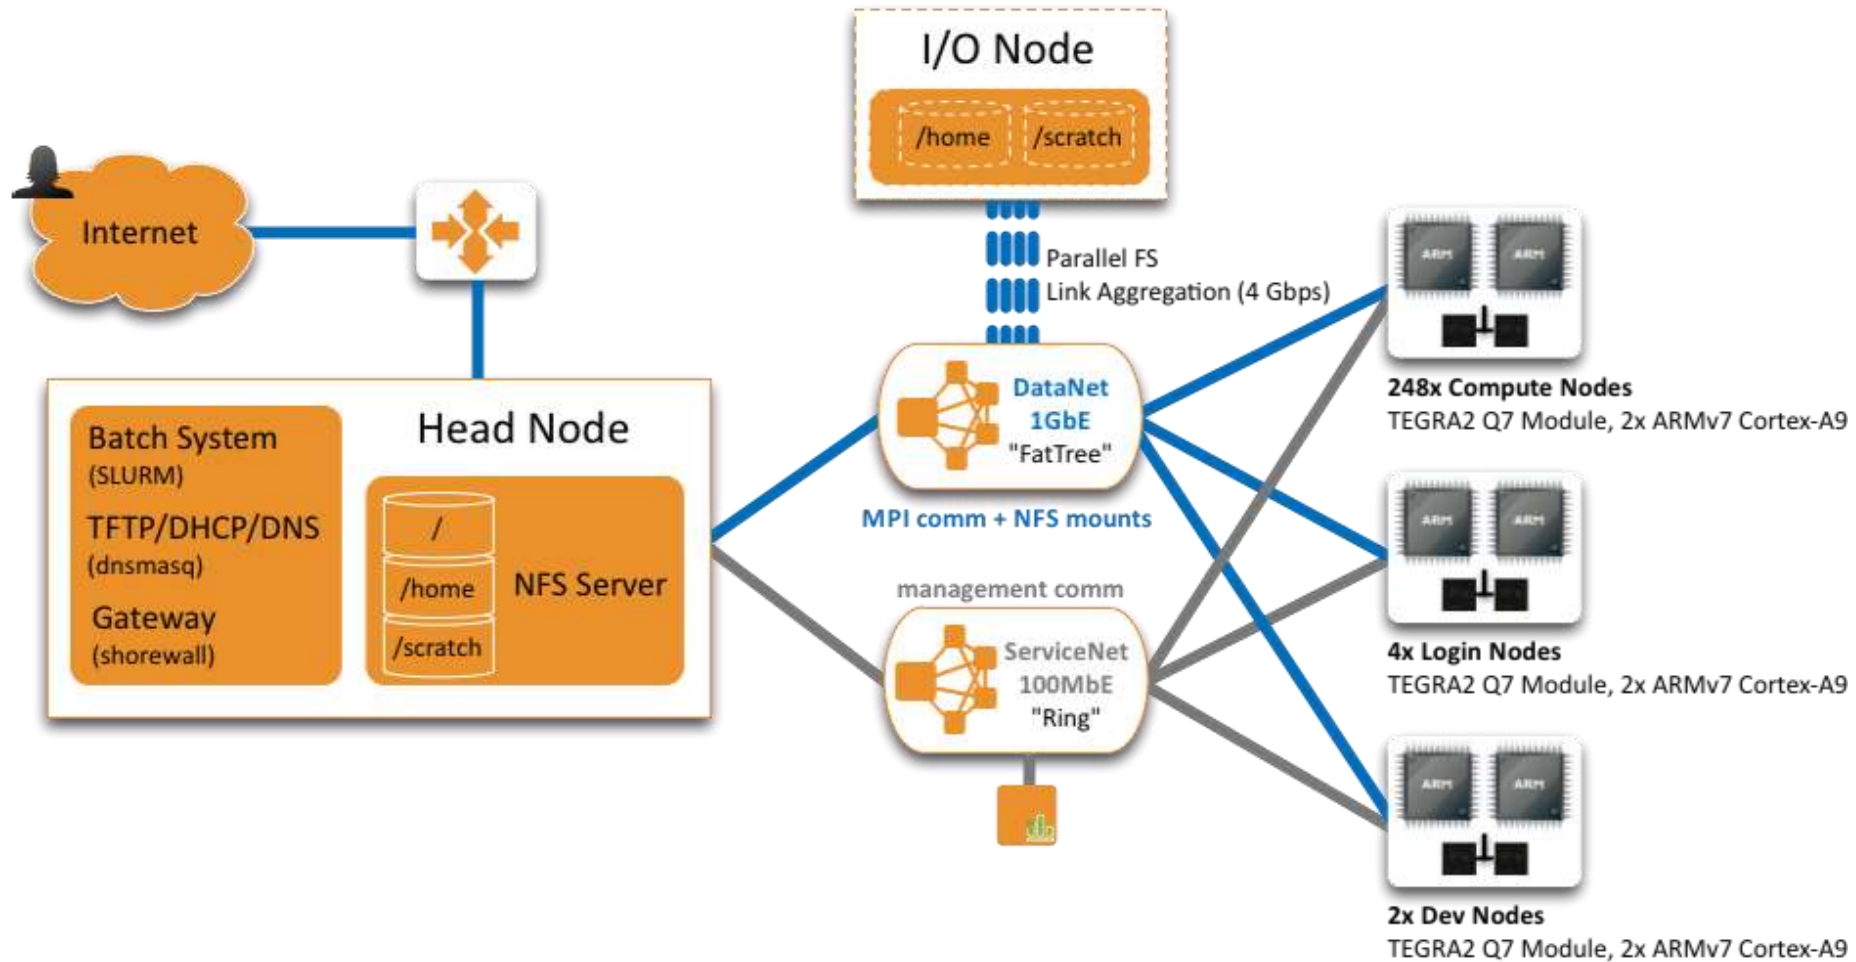 I/O Node
/home
/scratch
Internet
Parallel FS
Link Aggregation (4 Gbps)
Head Node
Batch System
(SLURM)
TFTP/DHCP/DNS
(dnsmasq)
Gateway
(shorewall)
/
/home
/scratch
NFS Server
DataNet
1GbE
"FatTree"
MPI comm + NFS mounts
management comm
ServiceNet
100MbE
"Ring"
ARM
ARM
248x Compute Nodes
TEGRA2 Q7 Module, 2x ARMv7 Cortex-A9
ARM
ARM
4x Login Nodes
TEGRA2 Q7 Module, 2x ARMv7 Cortex-A9
ARM
ARM
2x Dev Nodes
TEGRA2 Q7 Module, 2x ARMv7 Cortex-A9